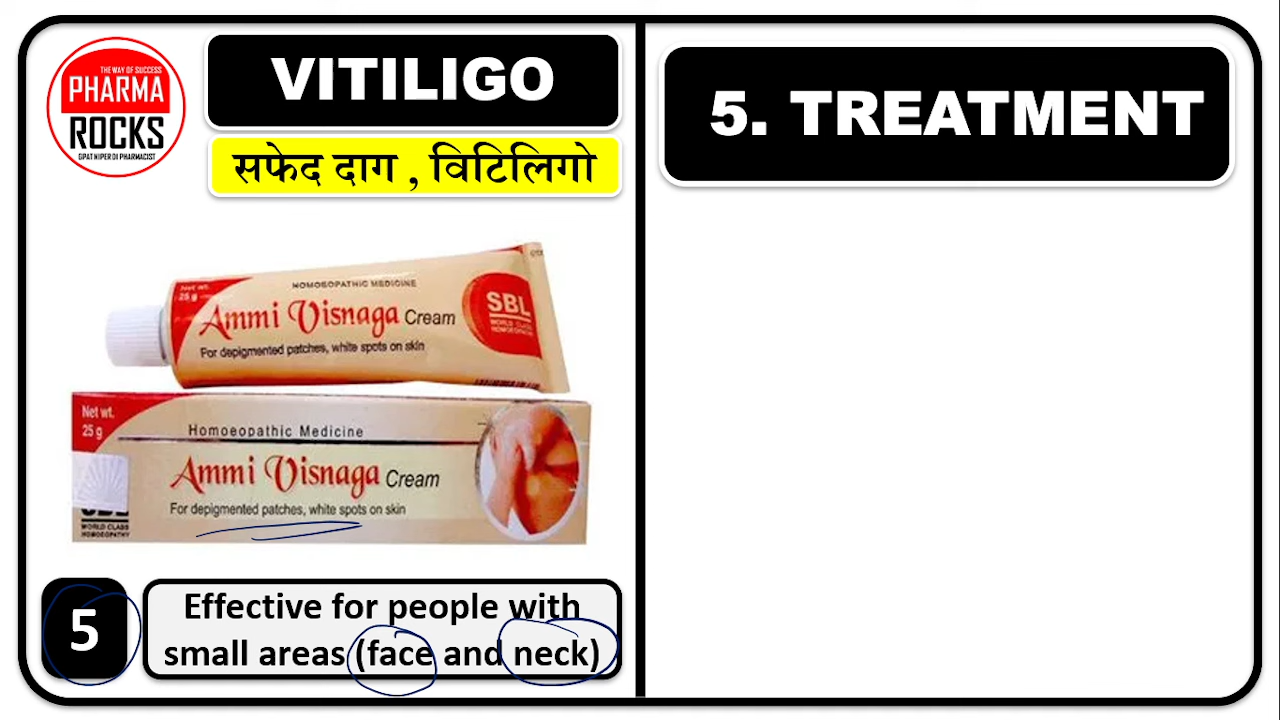 THE WAY OF SUCCESS
PHARMA
ROCKS
GPAT NIPER DI PHARMACIST
VITILIGO
सफेद दाग , विटिलिगो
5. TREATMENT
HOMOEOPATHIC MEDICINE
Net wt.
25 g
Ammi Visnaga Cream
For depigmented patches, white spots on skin
SBL
WORLD CLASS
HOMOEOPATHY
Net wt.
25 g
Homoeopathic Medicine
Ammi Visnaga Cream
For depigmented patches, white spots on skin
SBL
WORLD CLASS
HOMOEOPATHY
5
Effective for people with
small areas (face and neck)